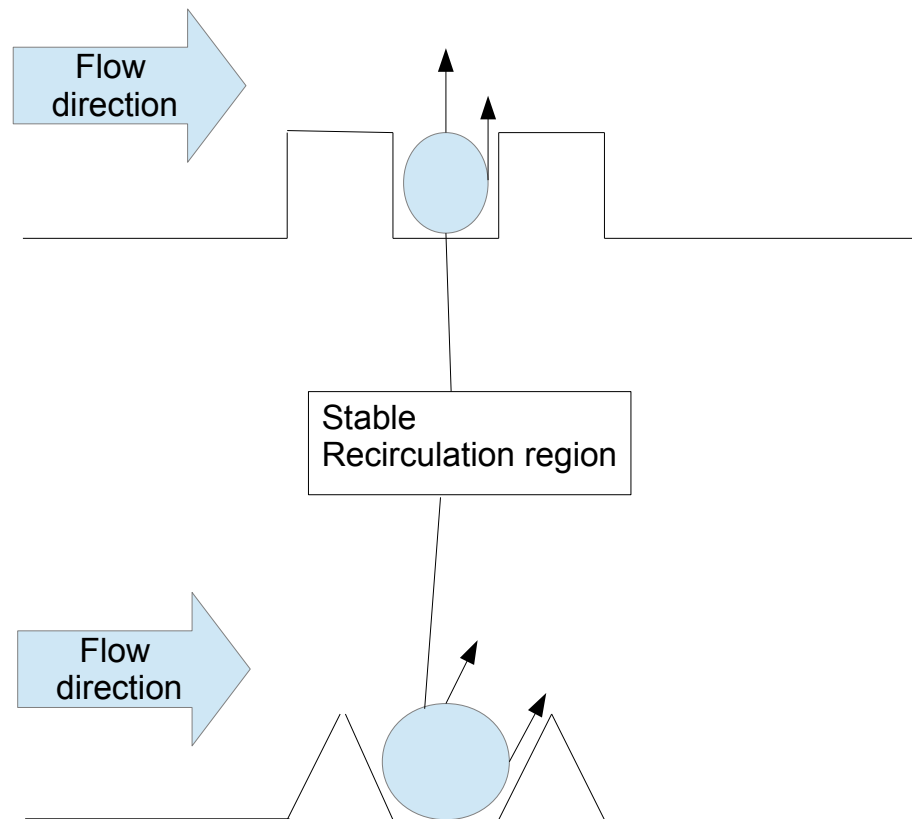 Flow
direction
Stable
Recirculation region
Flow
direction